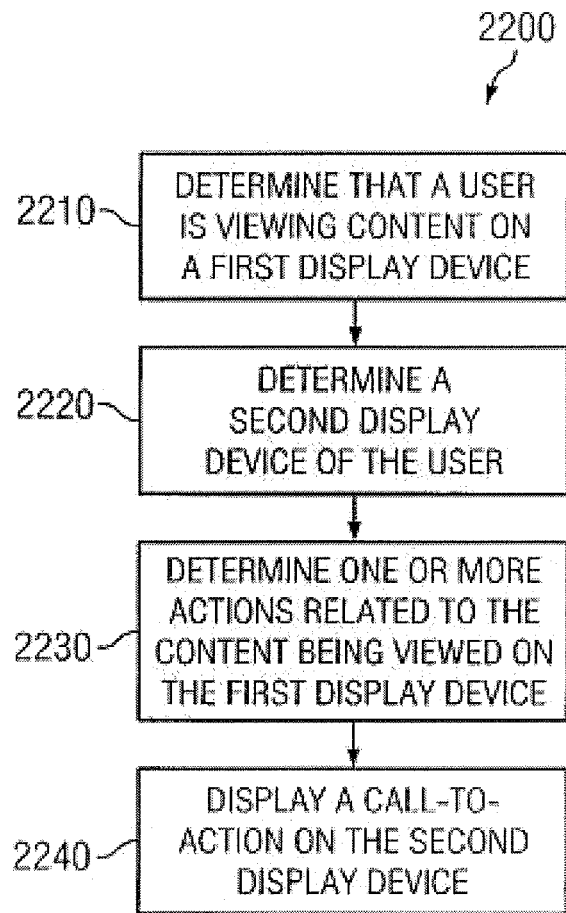 2200
2210
DETERMINE THAT A USER
IS VIEWING CONTENT ON
A FIRST DISPLAY DEVICE
2220
DETERMINE A
SECOND DISPLAY
DEVICE OF THE USER
2230
DETERMINE ONE OR MORE
ACTIONS RELATED TO THE
CONTENT BEING VIEWED ON
THE FIRST DISPLAY DEVICE
2240
DISPLAY A CALL-TO-
ACTION ON THE SECOND
DISPLAY DEVICE